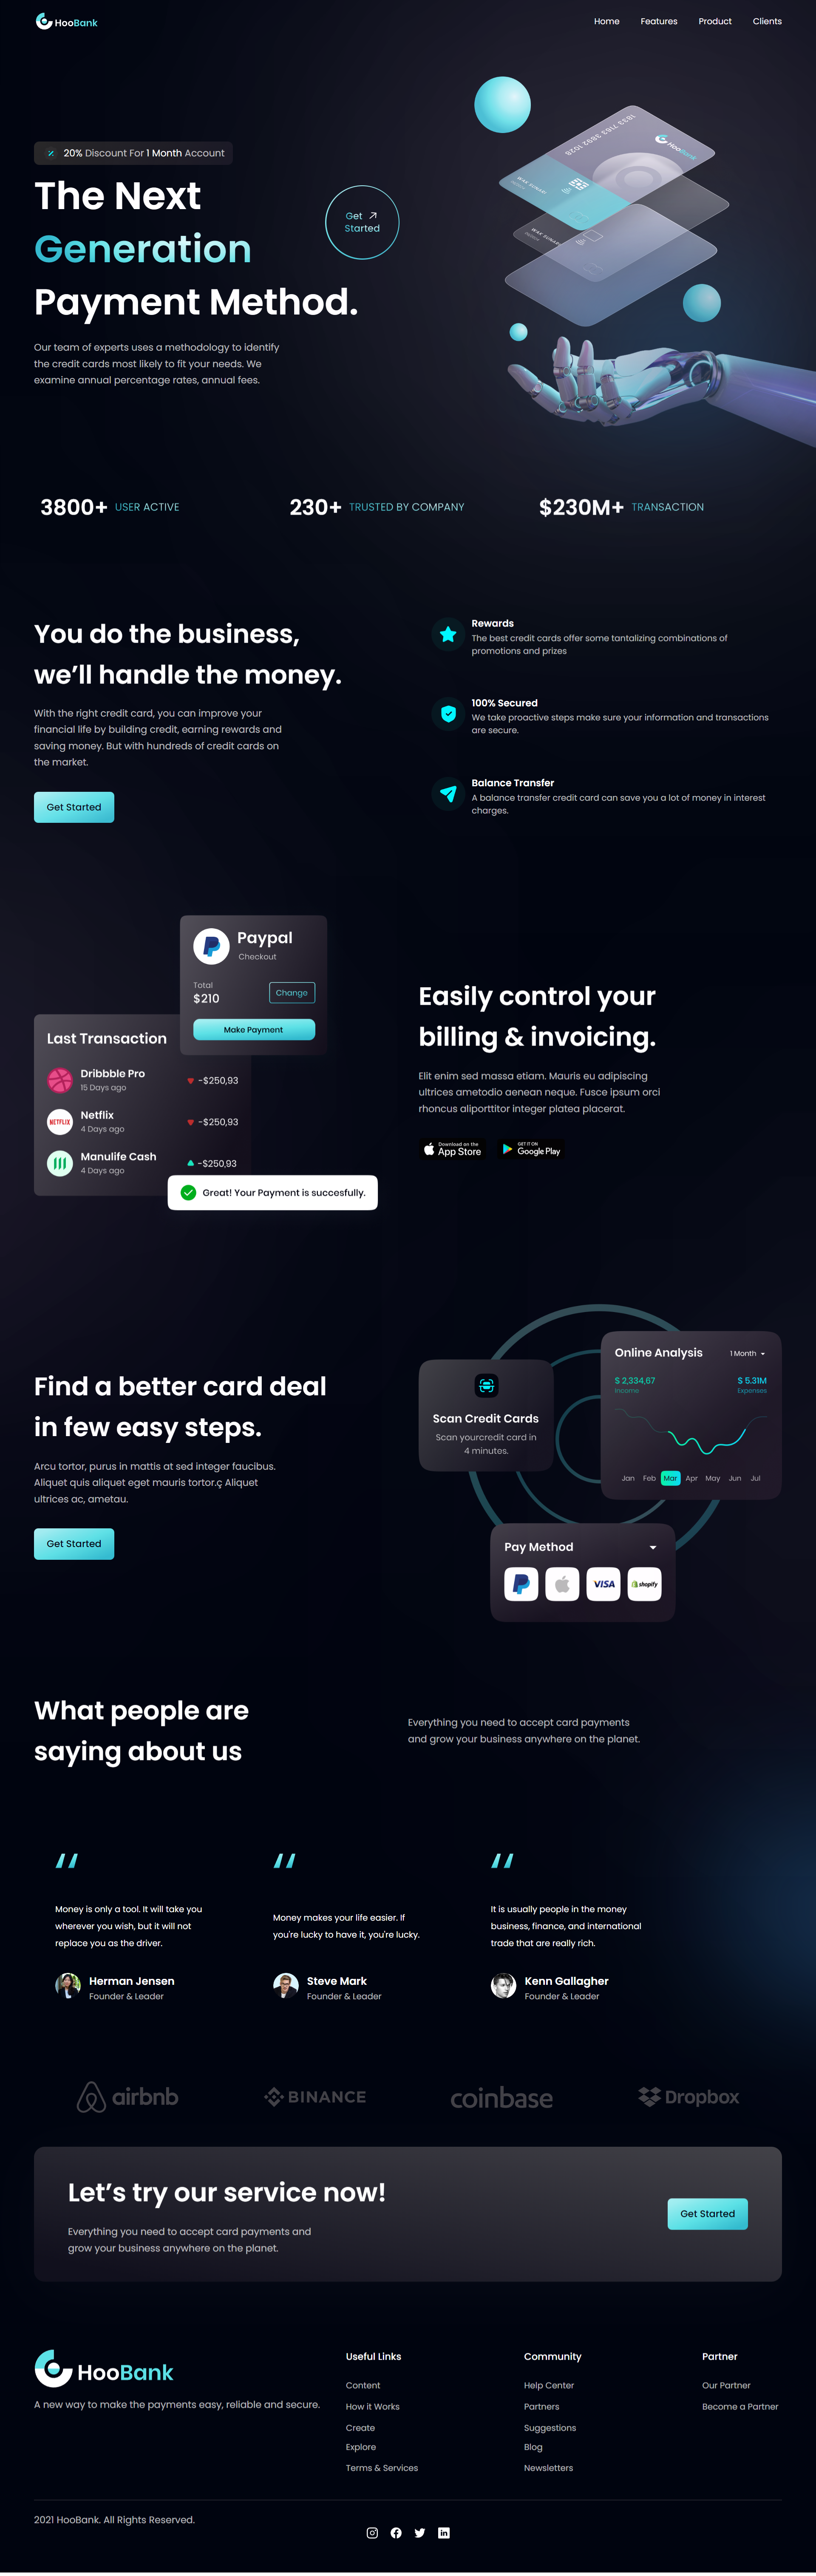 HooBank
Home Features Product Clients
20% Discount For 1 Month Account
The Next
Generation
Payment Method.
Get
Started
Our team of experts uses a methodology to identify
the credit cards most likely to fit your needs. We
examine annual percentage rates, annual fees.
1833 7163 3892 1028
HooBank
3800+ USER ACTIVE
230+ TRUSTED BY COMPANY
$230M+ TRANSACTION
You do the business,
we’ll handle the money.
With the right credit card, you can improve your
financial life by building credit, earning rewards and
saving money. But with hundreds of credit cards on
the market.
Get Started
Rewards
The best credit cards offer some tantalizing combinations of
promotions and prizes
100% Secured
We take proactive steps make sure your information and transactions
are secure.
Balance Transfer
A balance transfer credit card can save you a lot of money in interest
charges.
Paypal
Checkout
Total
$210
Change
Make Payment
Last Transaction
Dribbble Pro
15 Days ago
-$250,93
NETFLIX
Netflix
4 Days ago
-$250,93
Manulife Cash
4 Days ago
-$250,93
Great! Your Payment is succesfully.
Easily control your
billing & invoicing.
Elit enim sed massa etiam. Mauris eu adipiscing
ultrices ametodio aenean neque. Fusce ipsum orci
rhoncus aliporttitor integer platea placerat.
Download on the
App Store
GET IT ON
Google Play
Find a better card deal
in few easy steps.
Arcu tortor, purus in mattis at sed integer faucibus.
Aliquet quis aliquet eget mauris tortor.ç Aliquet
ultrices ac, ametau.
Get Started
Scan Credit Cards
Scan yourcredit card in
4 minutes.
Online Analysis
1 Month
$ 2,334,67
Income
$ 5.31M
Expenses
Jan Feb Mar Apr May Jun Jul
Pay Method
VISA
shopify
What people are
saying about us
Everything you need to accept card payments
and grow your business anywhere on the planet.
Money is only a tool. It will take you
wherever you wish, but it will not
replace you as the driver.
Herman Jensen
Founder & Leader
Money makes your life easier. If
you're lucky to have it, you're lucky.
Steve Mark
Founder & Leader
It is usually people in the money
business, finance, and international
trade that are really rich.
Kenn Gallagher
Founder & Leader
airbnb
BINANCE
coinbase
Dropbox
Let’s try our service now!
Everything you need to accept card payments and
grow your business anywhere on the planet.
Get Started
HooBank
A new way to make the payments easy, reliable and secure.
Useful Links
Content
How it Works
Create
Explore
Terms & Services
Community
Help Center
Partners
Suggestions
Blog
Newsletters
Partner
Our Partner
Become a Partner
2021 HooBank. All Rights Reserved.